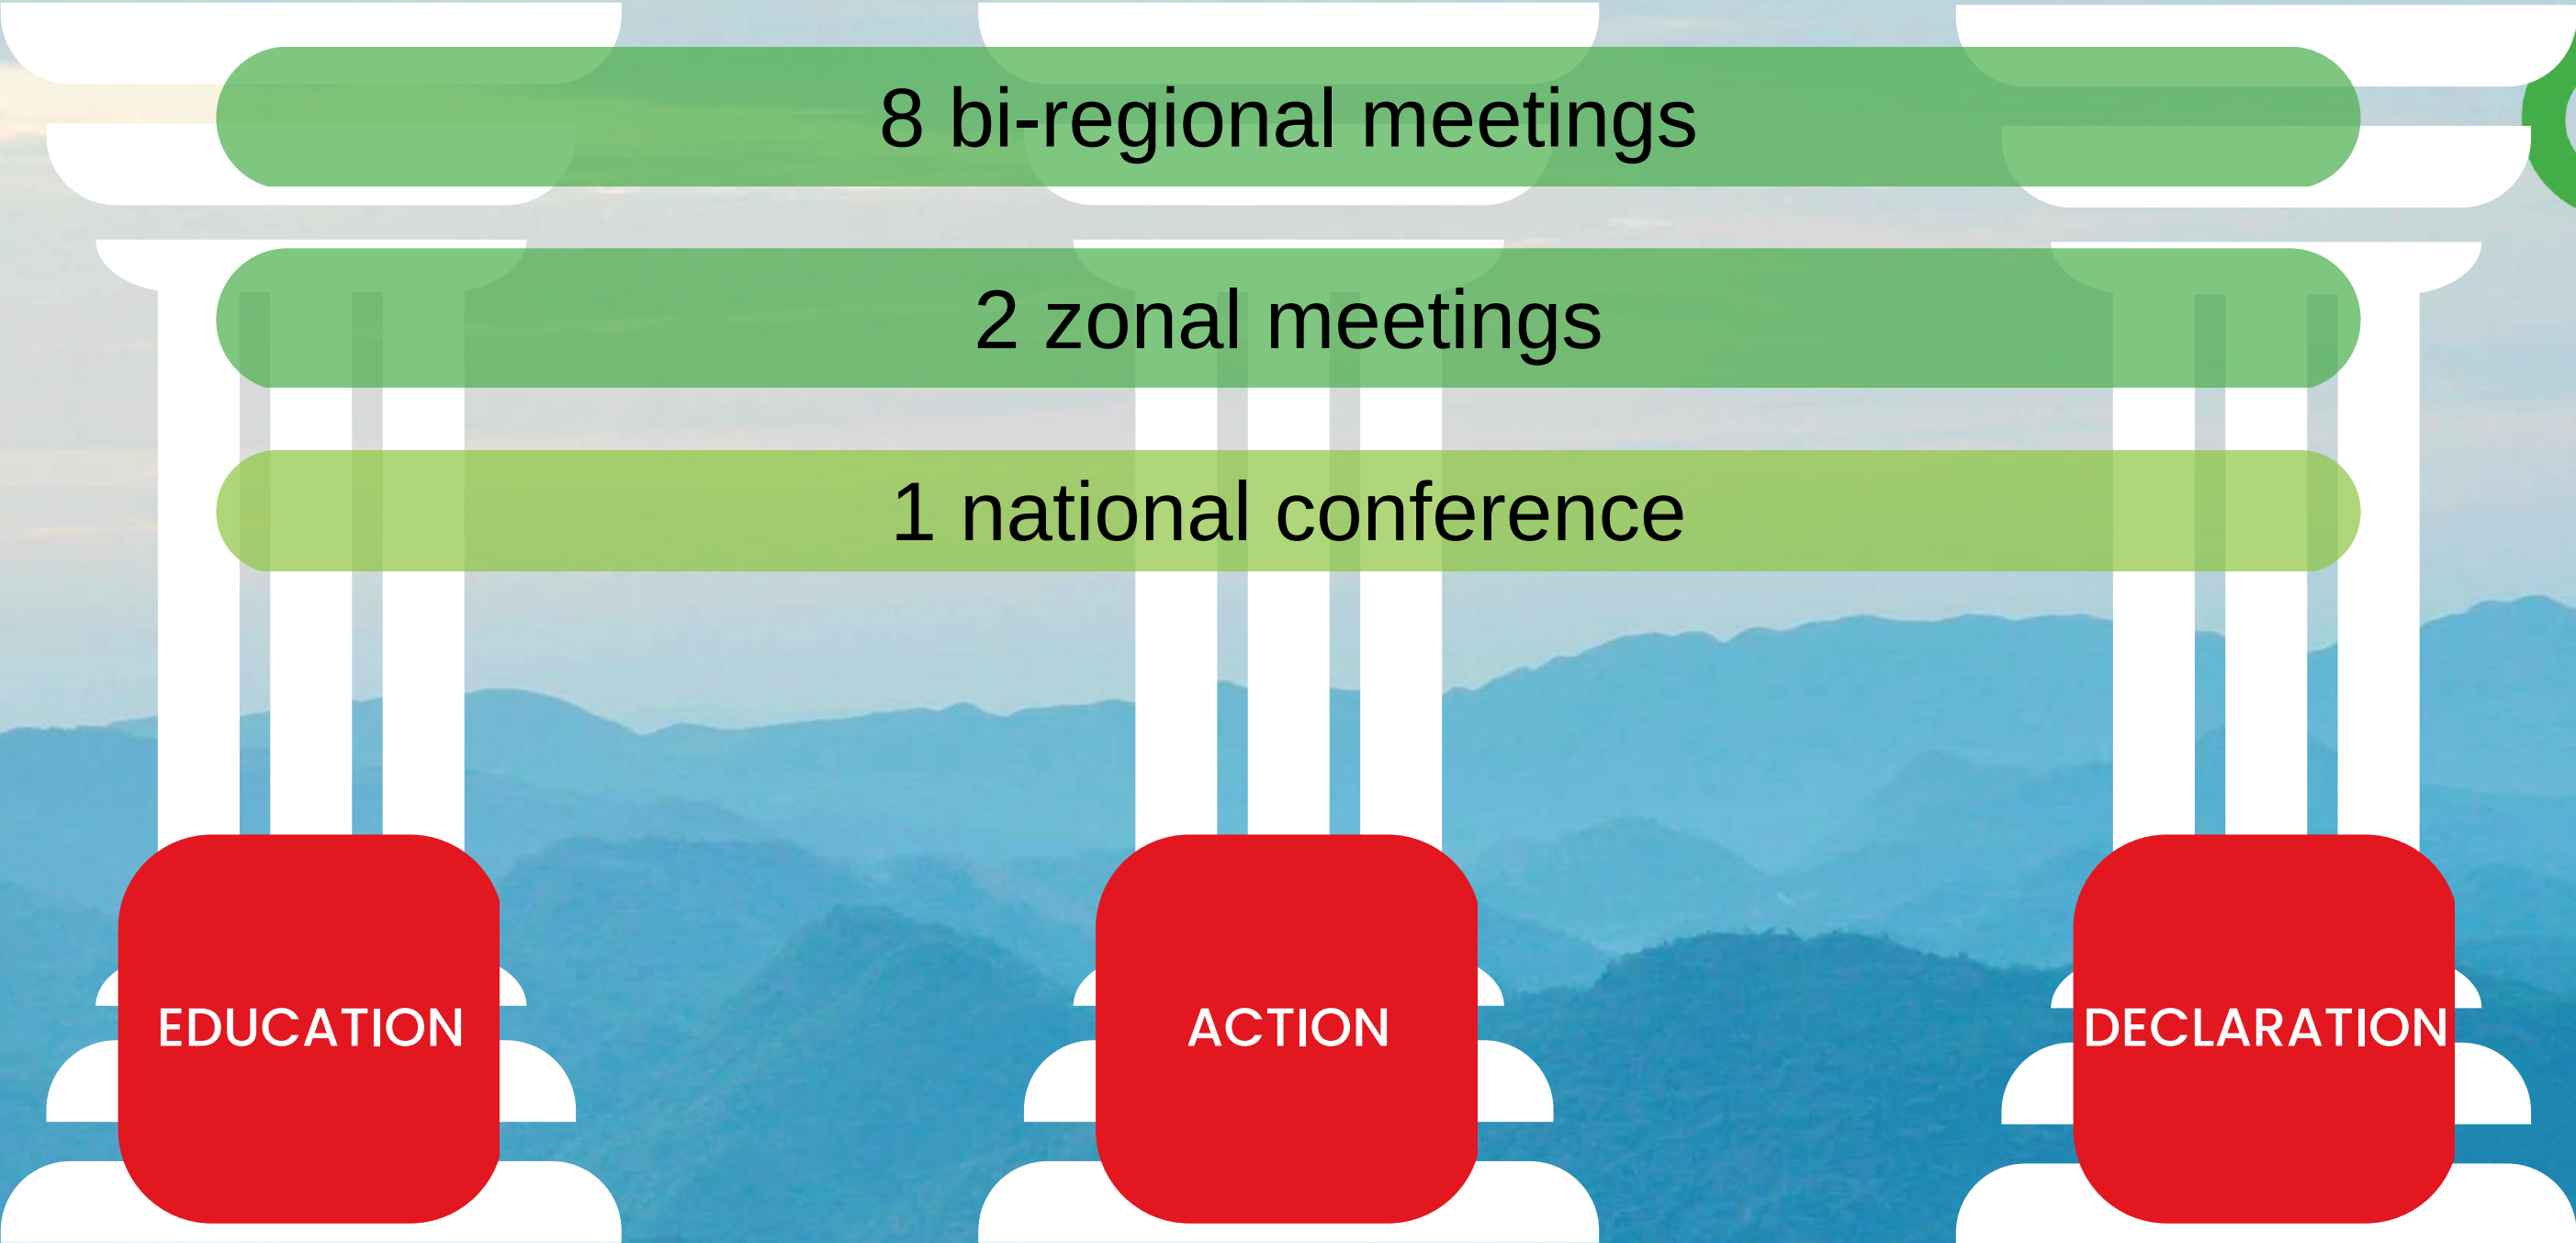 8 bi-regional meetings
2 zonal meetings
1 national conference
EDUCATION
ACTION
DECLARATION